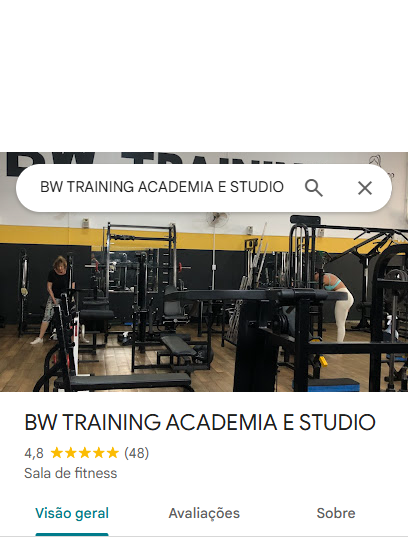 BW TRAINING ACADEMIA E STUDIO
BW TRAINING ACADEMIA E STUDIO
4,8 ★★★★★ (48)
Sala de fitness
Visão geral Avaliações Sobre